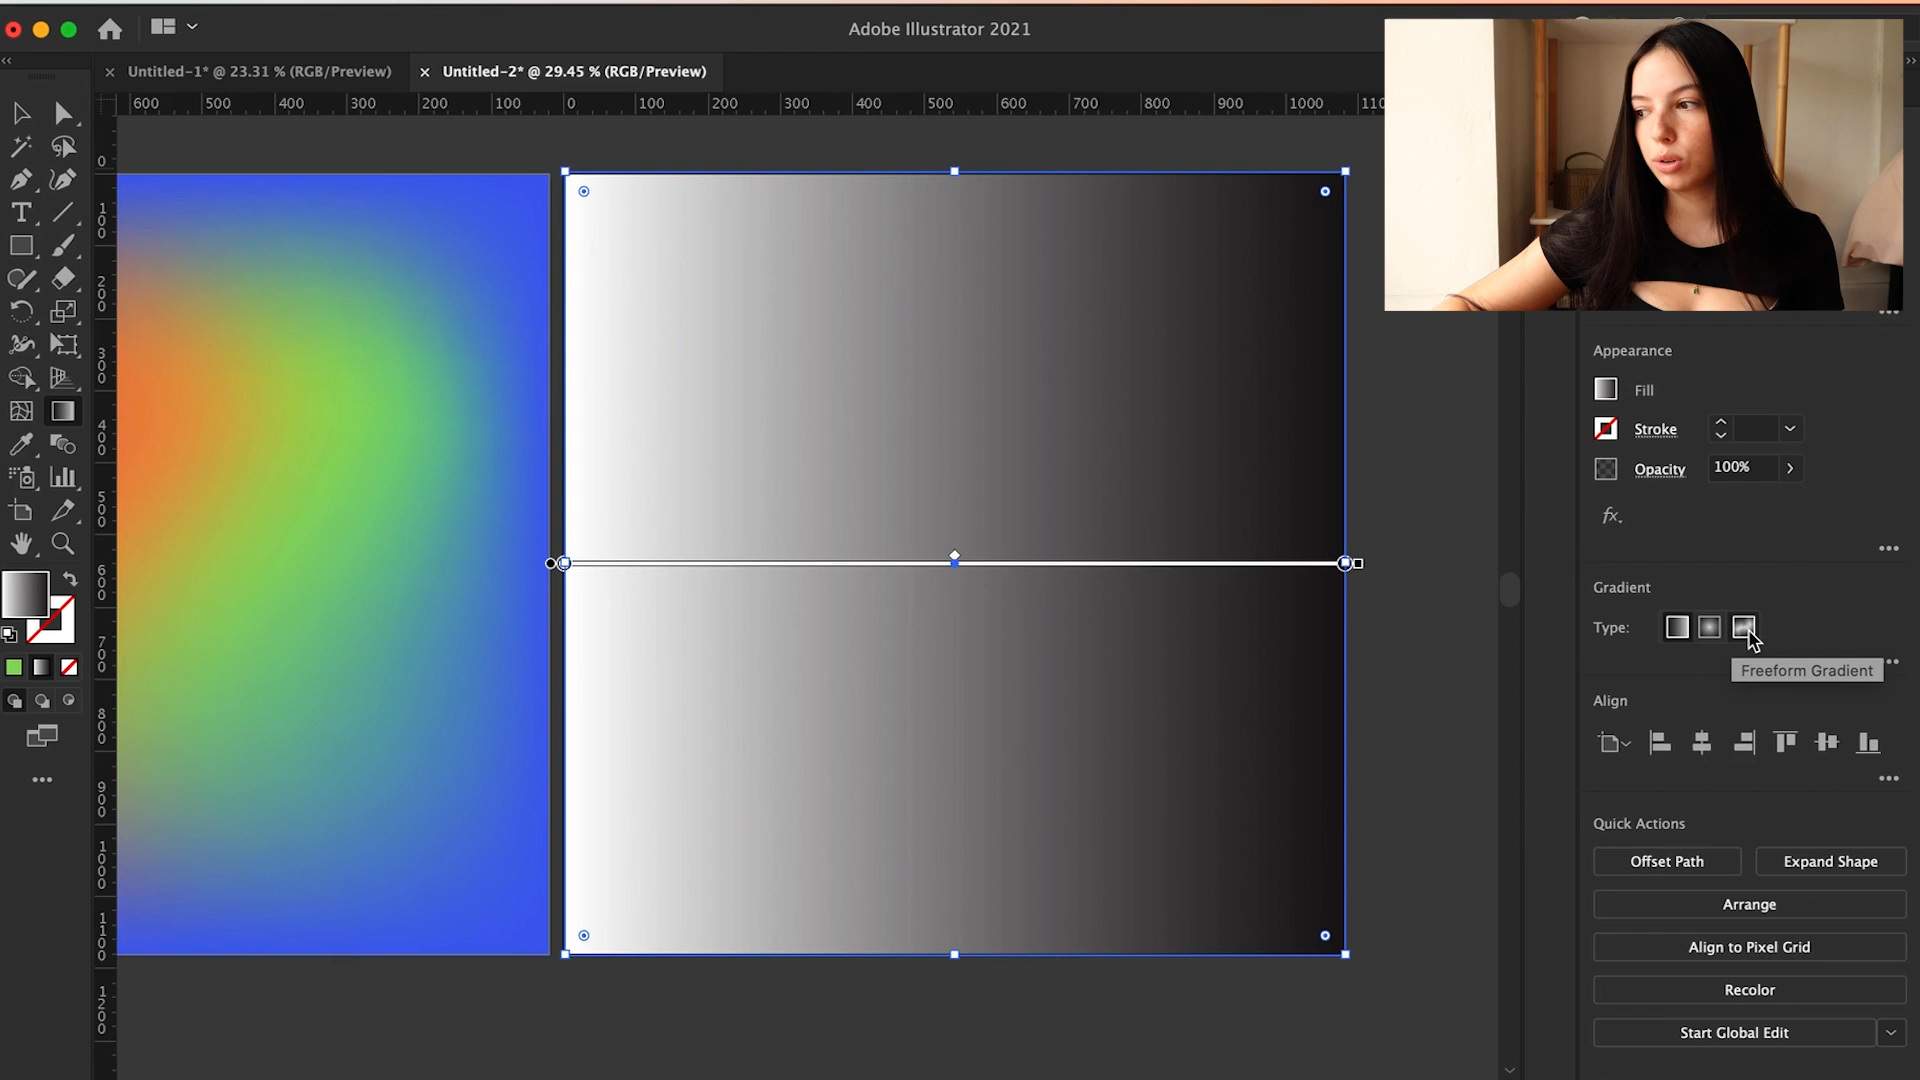 Adobe Illustrator 2021
Untitled-1* @ 23.31 % (RGB/Preview)
Untitled-2* @ 29.45 % (RGB/Preview)
600 500 400 300 200 100 0 100 200 300 400 500 600 700 800 900 1000 110
0
100
200
300
400
500
600
700
800
900
1000
1100
1200
Appearance
Fill
Stroke
Opacity 100%
fx.
Gradient
Type:
Freeform Gradient
Align
Quick Actions
Offset Path Expand Shape
Arrange
Align to Pixel Grid
Recolor
Start Global Edit